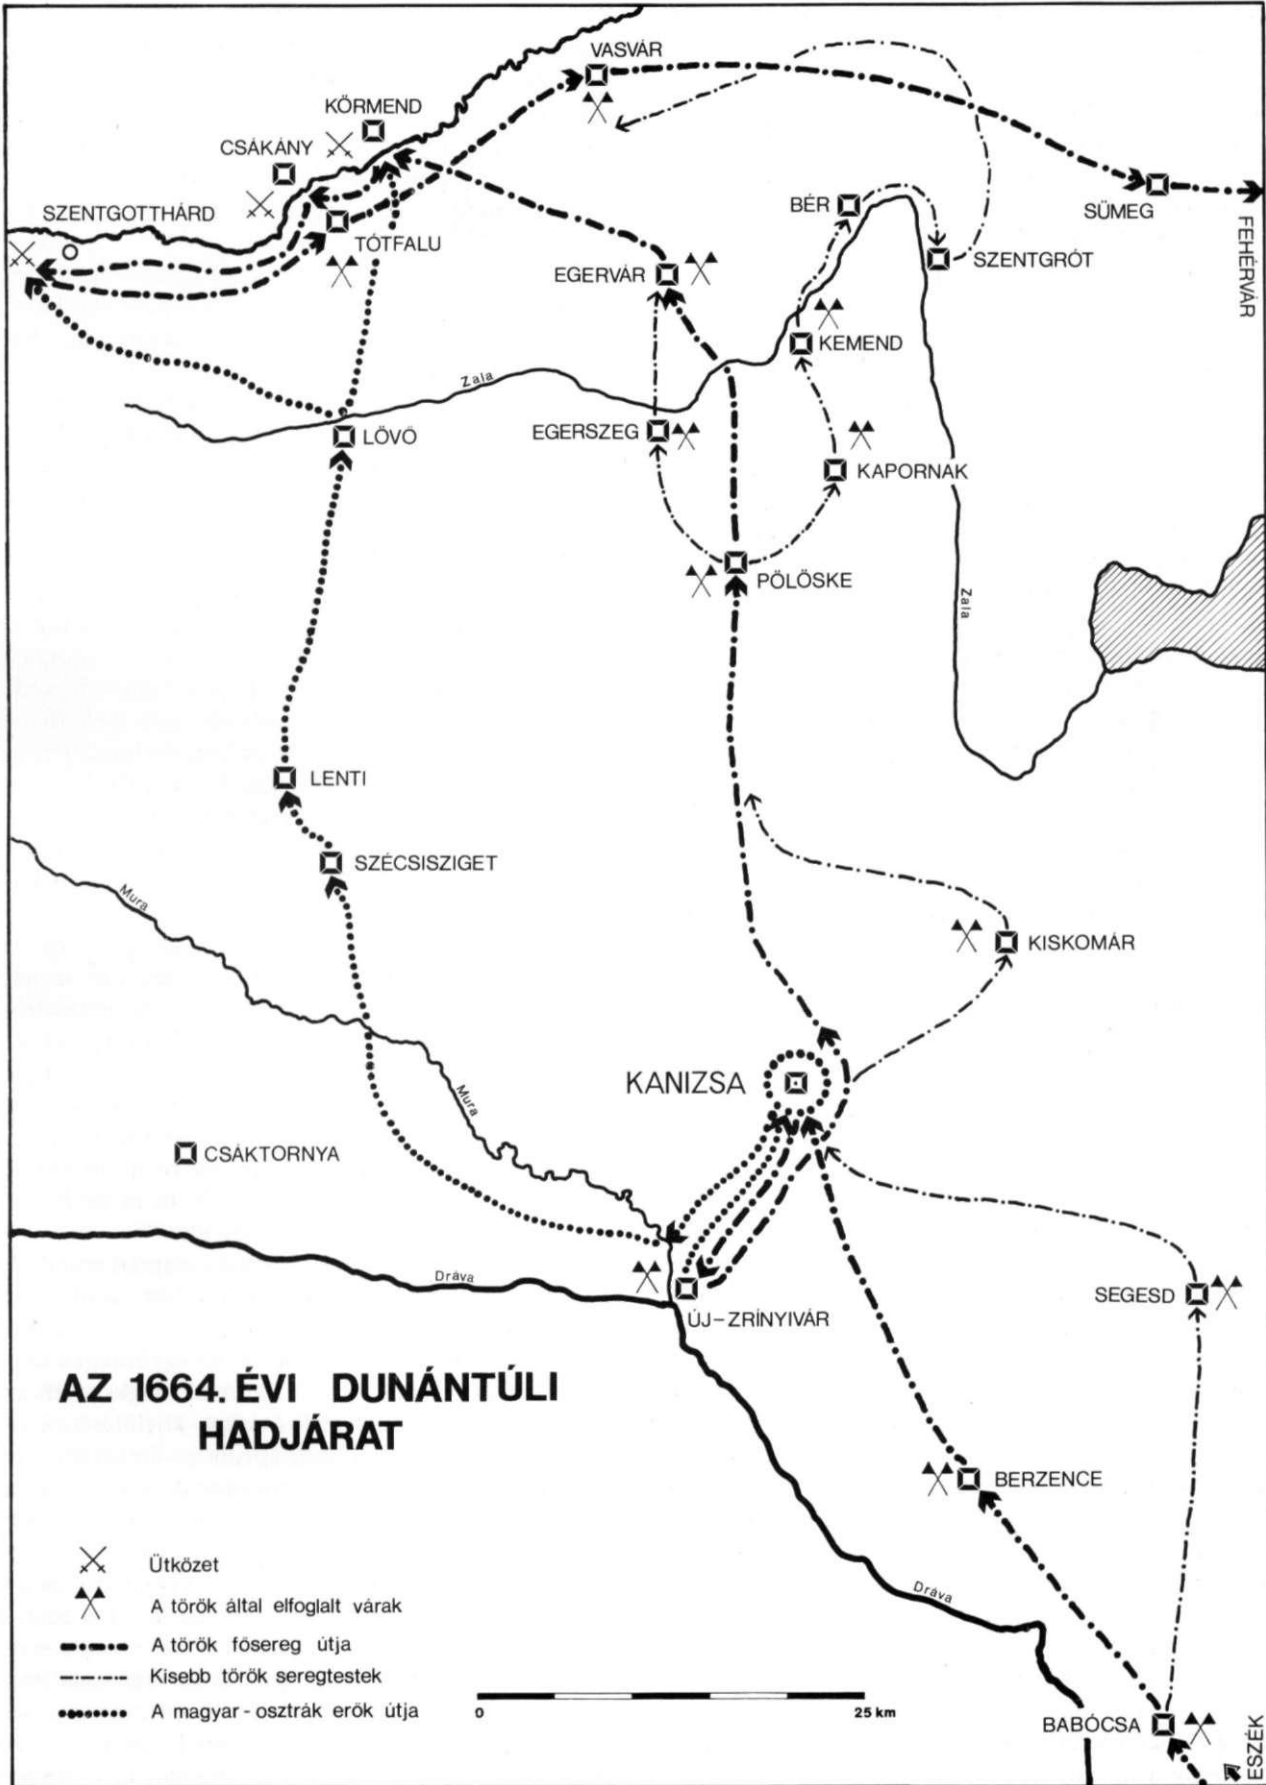 VASVÁR
KÖRMEND
CSÁKÁNY
SZENTGOTTHÁRD
TÓTFALU
BÉR
SÜMEG
EGERVÁR
SZENTGRÓT
FEHÉRVÁR
KEMEND
Zala
EGERSZEG
LÖVŐ
KAPORNAK
PÖLÖSKE
Zala
LENTI
SZÉCSISZIGET
Mura
KISKOMÁR
KANIZSA
Mura
CSÁKTORNYA
Dráva
SEGESD
ÚJ-ZRÍNYIVÁR
AZ 1664. ÉVI DUNÁNTÚLI
HADJÁRAT
BERZENCE
Ütközet
A török által elfoglalt várak
Dráva
A török fősereg útja
Kisebb török seregtestek
A magyar-osztrák erők útja
0 25 km
BABÓCSA
ESZÉK